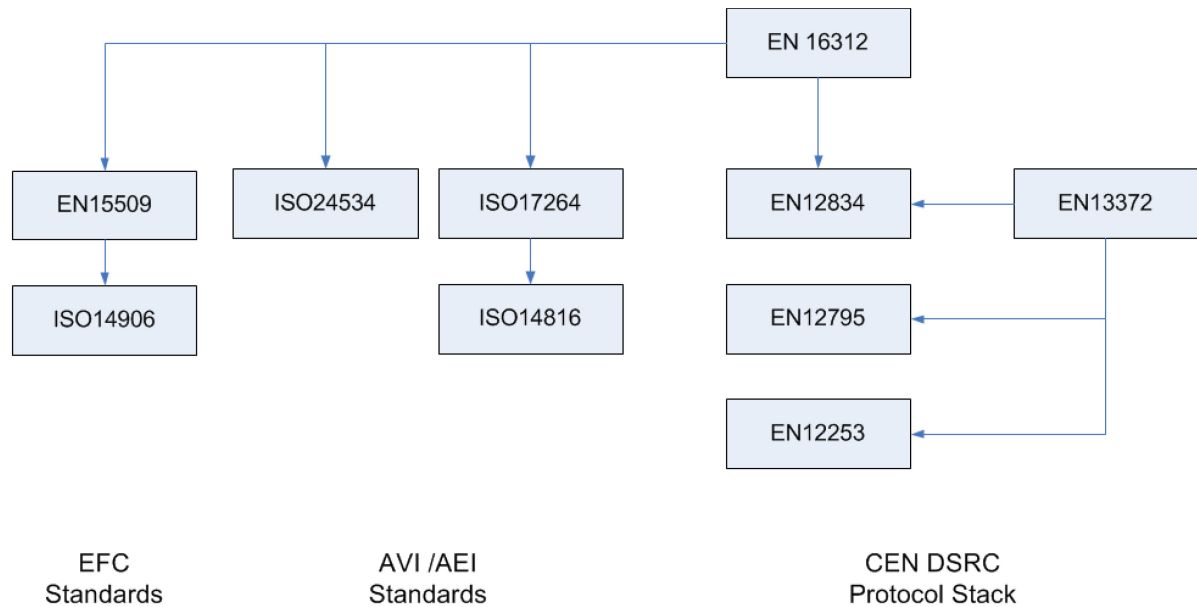 EN 16312
EN15509
ISO24534
ISO17264
EN12834
EN13372
ISO14906
ISO14816
EN12795
EN12253
EFC
Standards
AVI /AEI
Standards
CEN DSRC
Protocol Stack